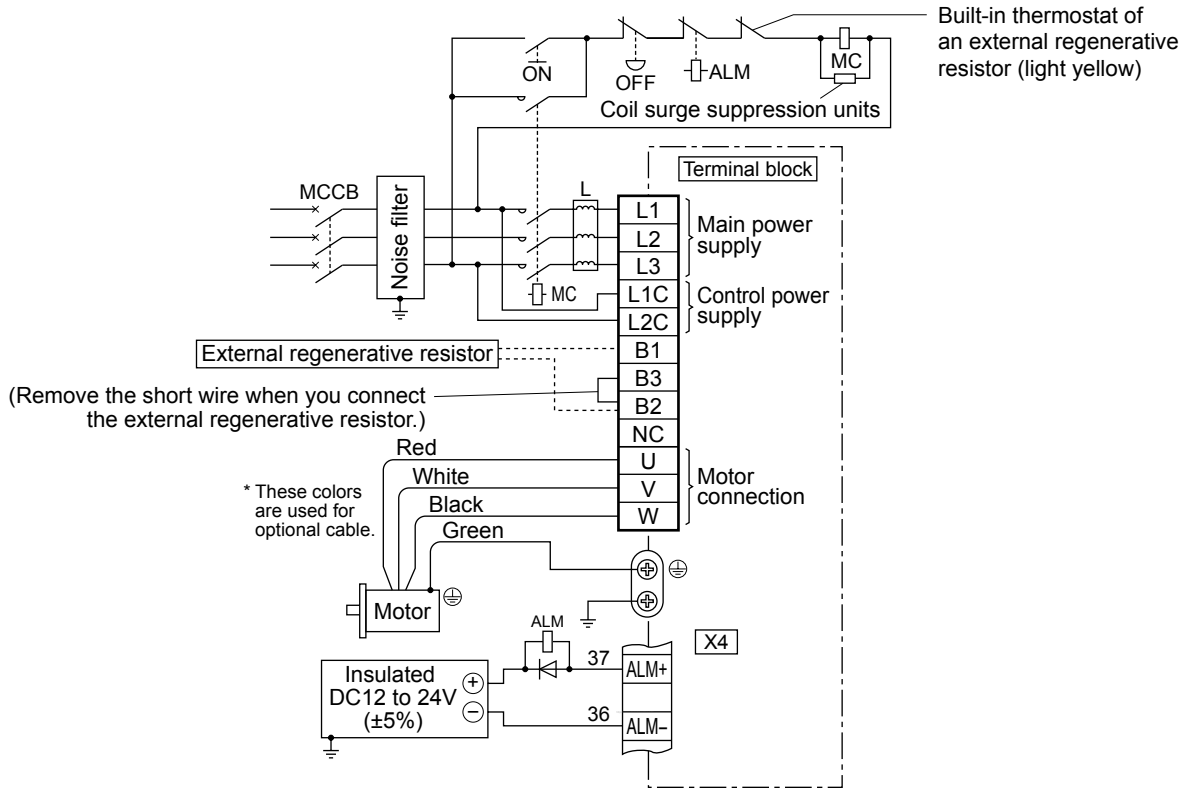 Built-in thermostat of
an external regenerative
resistor (light yellow)
ON
OFF
ALM
MC
Coil surge suppression units
Terminal block
MCCB
Noise filter
L
MC
L1
L2
L3
Main power
supply
L1C
L2C
Control power
supply
External regenerative resistor
B1
B3
B2
(Remove the short wire when you connect
the external regenerative resistor.)
NC
U
V
W
Motor
connection
Red
White
Black
Green
* These colors
are used for
optional cable.
Motor
ALM
X4
Insulated
DC12 to 24V
(±5%)
+
−
37
ALM+
36
ALM−